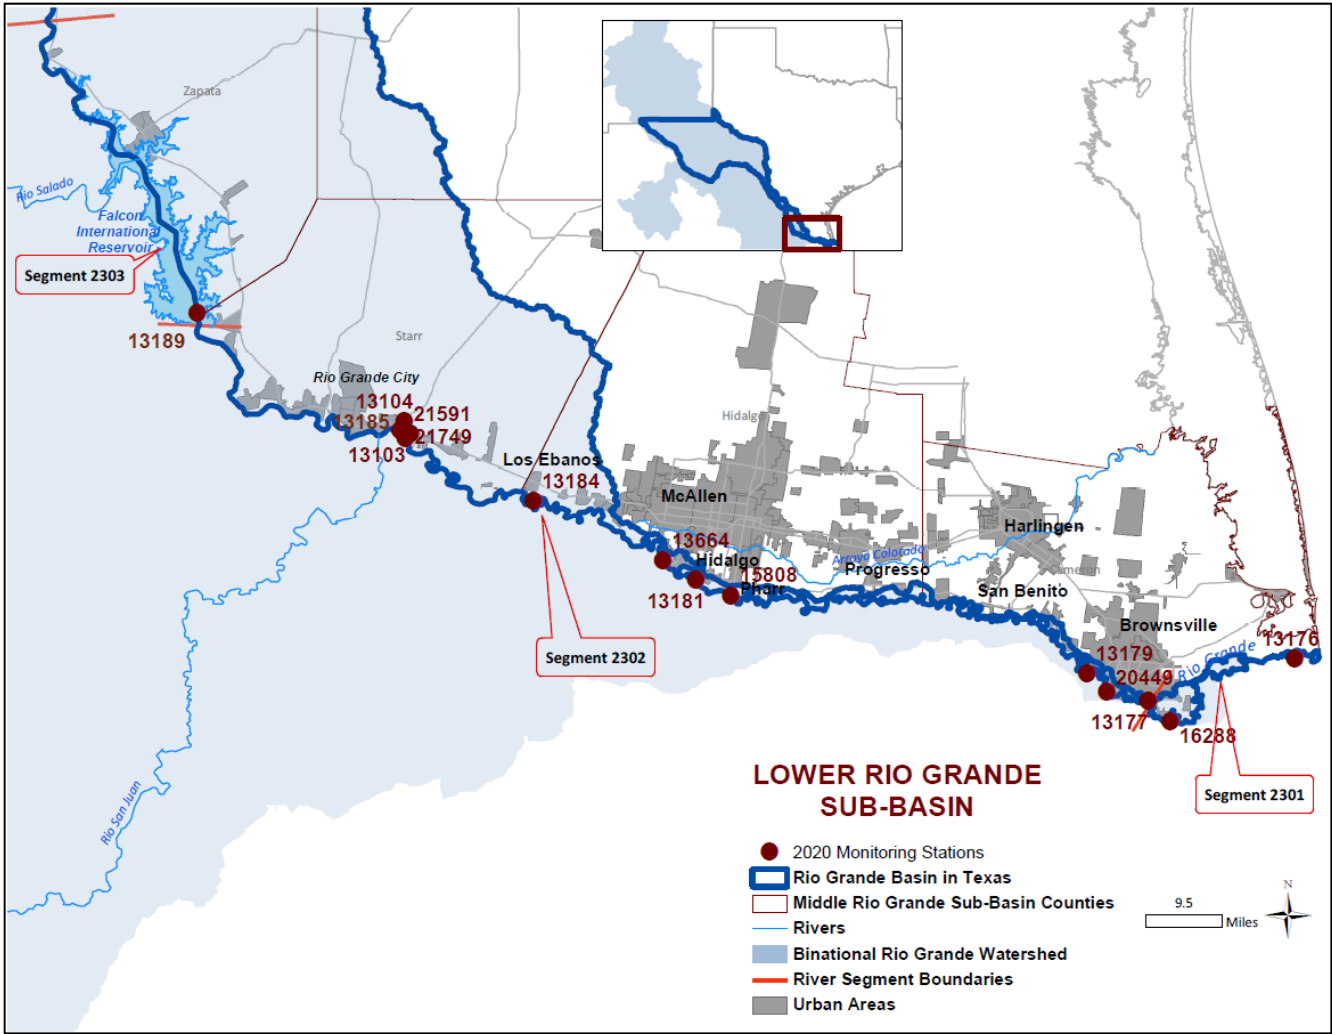 Zapata
Rio Salado
Falcon
International
Reservoir
Segment 2303
13189
Starr
Rio Grande City
13104
21591
13185
21749
13103
Los Ebanos
13184
Hidalgo
McAllen
Harlingen
13664
Hidalgo
Arroyo Colorado
Progresso
Cameron
15808
Pharr
13181
San Benito
Segment 2302
Brownsville
13176
13179
Rio Grande
20449
13177
16288
Segment 2301
Rio San Juan
LOWER RIO GRANDE
SUB-BASIN
2020 Monitoring Stations
Rio Grande Basin in Texas
Middle Rio Grande Sub-Basin Counties
Rivers
Binational Rio Grande Watershed
River Segment Boundaries
Urban Areas
9.5
Miles
N